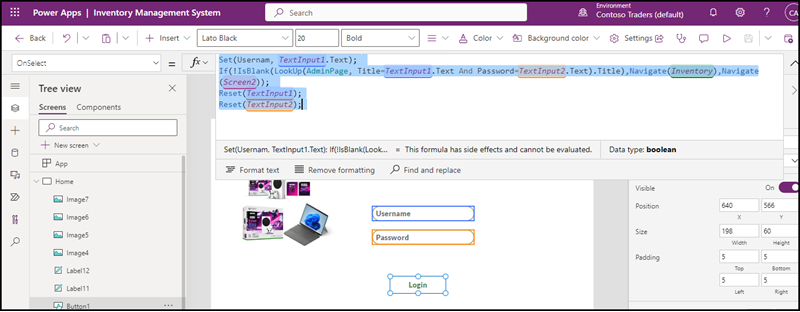 Power Apps | Inventory Management System
Search
Environment
Contoso Traders (default)
CA
Back
Insert
Lato Black
20
Bold
Color
Background color
Settings
OnSelect
fx
Set(Usernam, TextInput1.Text);
If(!IsBlank(LookUp(AdminPage, Title=TextInput1.Text And Password=TextInput2.Text).Title),Navigate(Inventory),Navigate
(Screen2));
Reset(TextInput1);
Reset(TextInput2);
Set(Usernam, TextInput1.Text): If(!IsBlank(Look... = This formula has side effects and cannot be evaluated.
Data type: boolean
Format text
Remove formatting
Find and replace
Tree view
Screens
Components
Search
New screen
App
Home
Image7
Image6
Image5
Image4
Label12
Label11
Button1
Username
Password
Login
Visible
On
Position
640
566
X
Y
Size
198
60
Width
Height
Padding
5
5
Top
Bottom
5
5
Left
Right